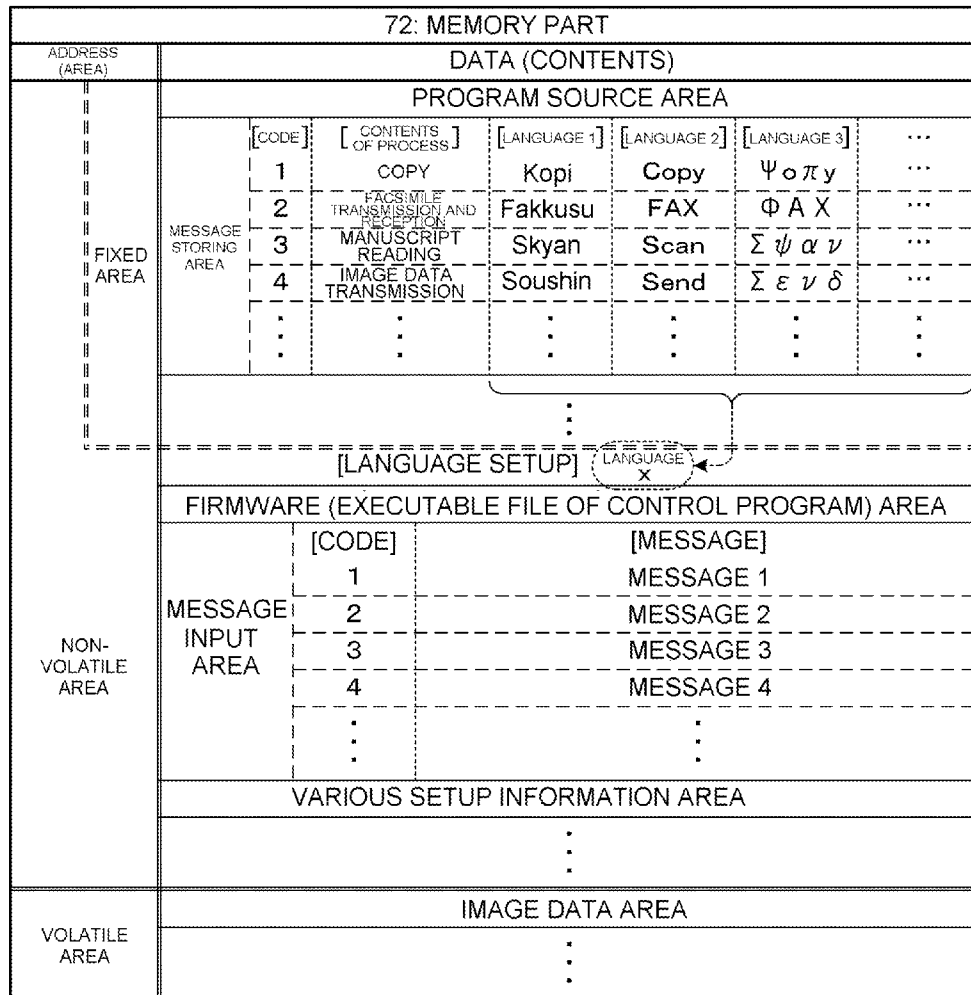 72: MEMORY PART
ADDRESS
(AREA)
DATA (CONTENTS)
PROGRAM SOURCE AREA
[CODE] [CONTENTS OF PROCESS] [LANGUAGE 1] [LANGUAGE 2] [LANGUAGE 3] ...
1 COPY Kopi Copy Ψοπy ...
2 FACSIMILE TRANSMISSION AND RECEPTION Fakkusu FAX ΦAX ...
3 MANUSCRIPT READING Skyan Scan Σψαν ...
4 IMAGE DATA TRANSMISSION Soushin Send Σενδ ...
MESSAGE
STORING
AREA
FIXED
AREA
[LANGUAGE SETUP] LANGUAGE
X
FIRMWARE (EXECUTABLE FILE OF CONTROL PROGRAM) AREA
[CODE] [MESSAGE]
1 MESSAGE 1
2 MESSAGE 2
3 MESSAGE 3
4 MESSAGE 4
MESSAGE
INPUT
AREA
NON-
VOLATILE
AREA
VARIOUS SETUP INFORMATION AREA
IMAGE DATA AREA
VOLATILE
AREA